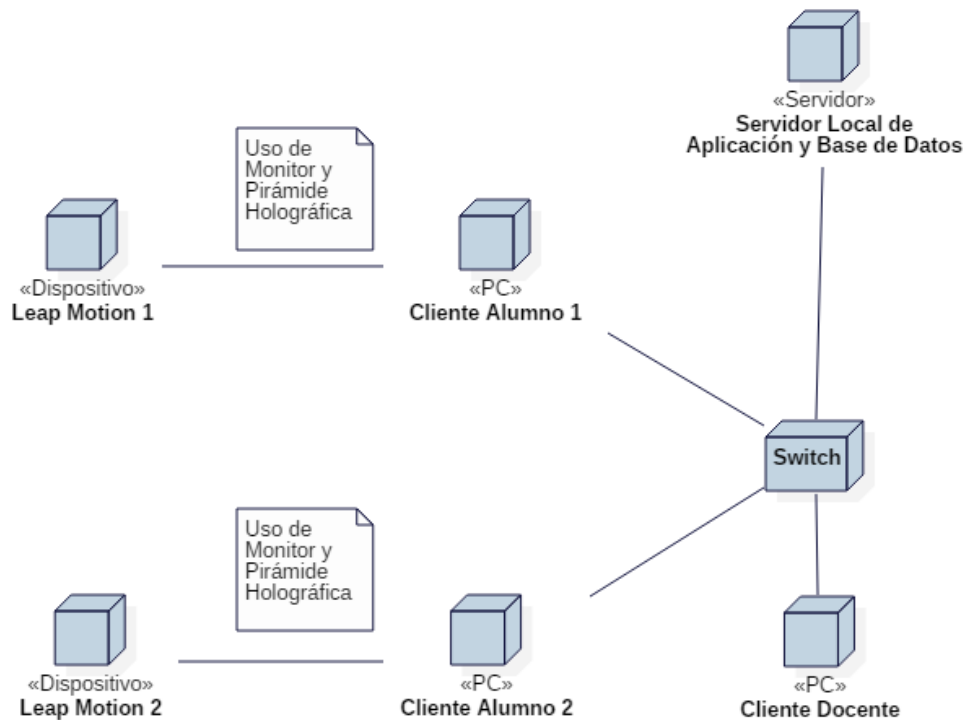 «Servidor»
Servidor Local de
Aplicación y Base de Datos
Uso de
Monitor y
Pirámide
Holográfica
«Dispositivo»
Leap Motion 1
«PC»
Cliente Alumno 1
Switch
Uso de
Monitor y
Pirámide
Holográfica
«Dispositivo»
Leap Motion 2
«PC»
Cliente Alumno 2
«PC»
Cliente Docente